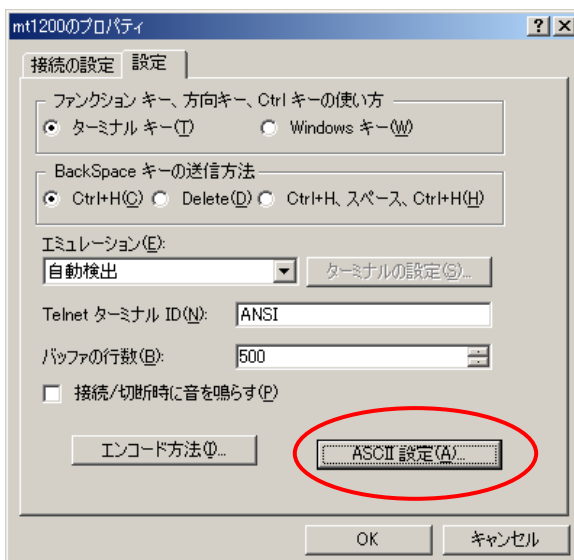 mt1200のプロパティ
接続の設定 設定
ファンクション キー、方向キー、Ctrl キーの使い方
ターミナル キー(T) Windows キー(W)
BackSpace キーの送信方法
Ctrl+H(C) Delete(D) Ctrl+H、スペース、Ctrl+H(H)
エミュレーション(E):
自動検出 ターミナルの設定(S)...
Telnet ターミナル ID(N): ANSI
バッファの行数(B): 500
接続/切断時に音を鳴らす(P)
エンコード方法(I)... ASCII 設定(A)...
OK キャンセル